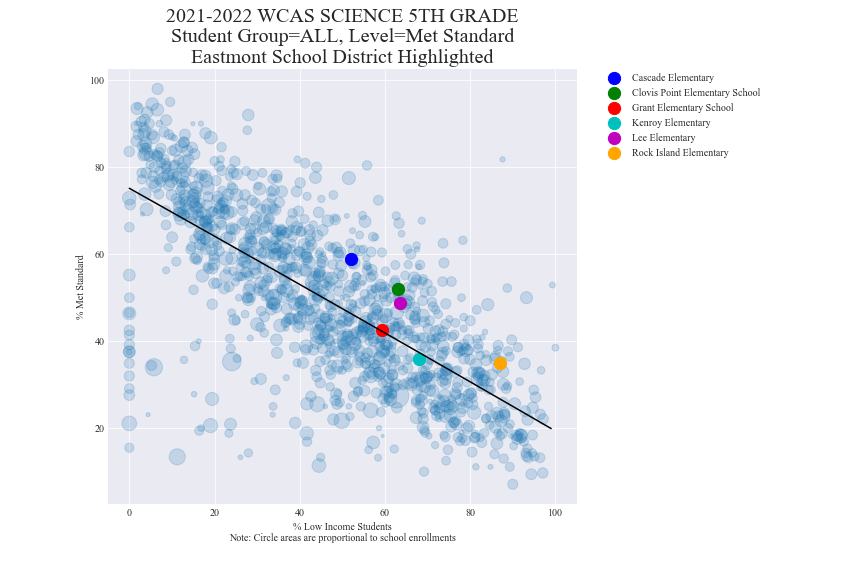 2021-2022 WCAS SCIENCE 5TH GRADE
Student Group=ALL, Level=Met Standard
Eastmont School District Highlighted
Cascade Elementary
Clovis Point Elementary School
Grant Elementary School
Kenroy Elementary
Lee Elementary
Rock Island Elementary
% Met Standard
100
80
60
40
20
0 20 40 60 80 100
% Low Income Students
Note: Circle areas are proportional to school enrollments